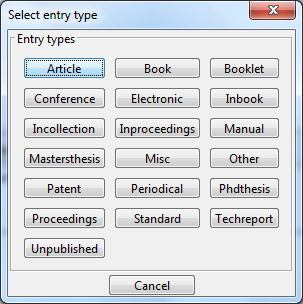 Select entry type
Entry types
Article Book Booklet
Conference Electronic Inbook
Incollection Inproceedings Manual
Mastersthesis Misc Other
Patent Periodical Phdthesis
Proceedings Standard Techreport
Unpublished
Cancel